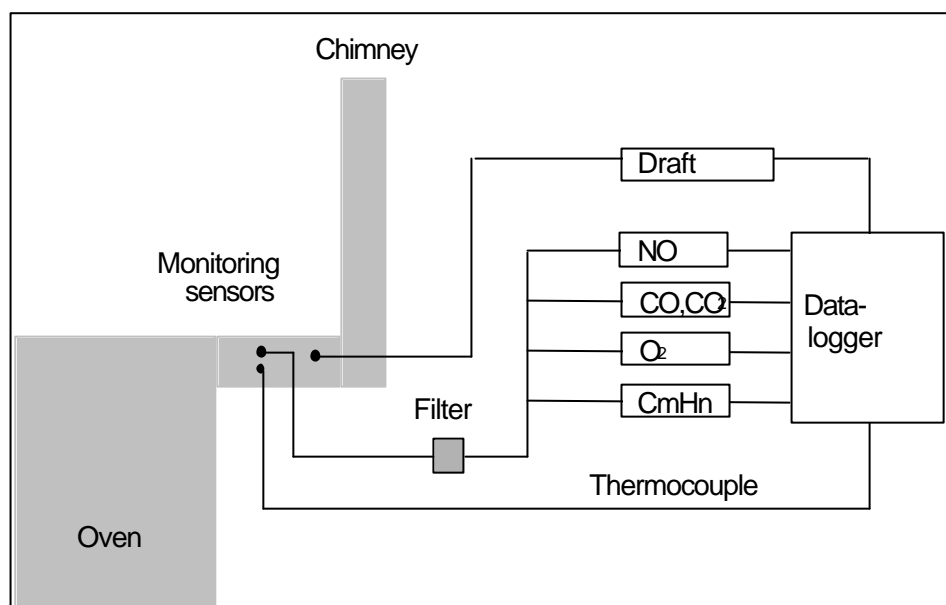 Chimney
Draft
Monitoring
sensors
NO
CO,CO2
O2
CmHn
Data-
logger
Filter
Thermocouple
Oven